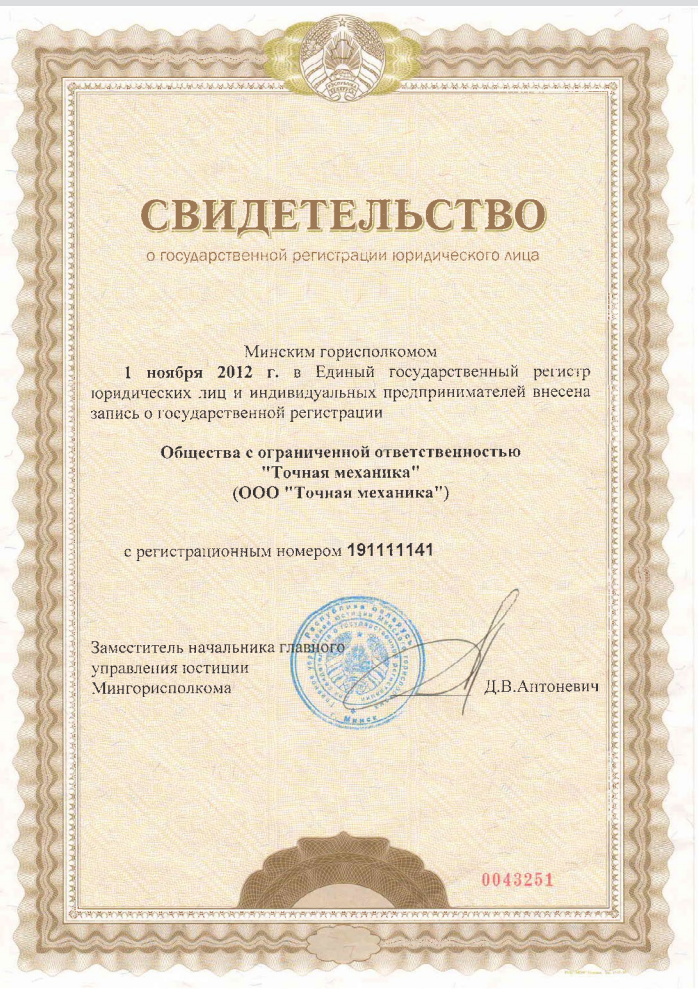 СВИДЕТЕЛЬСТВО
о государственной регистрации юридического лица
Минским горисполкомом
1 ноября 2012 г. в Единый государственный регистр
юридических лиц и индивидуальных предпринимателей внесена
запись о государственной регистрации
Общества с ограниченной ответственностью
"Точная механика"
(ООО "Точная механика")
с регистрационным номером 191111141
Республика Беларусь
г. Минск
Заместитель начальника главного
управления юстиции
Мингорисполкома
Д.В.Антоневич
0043251